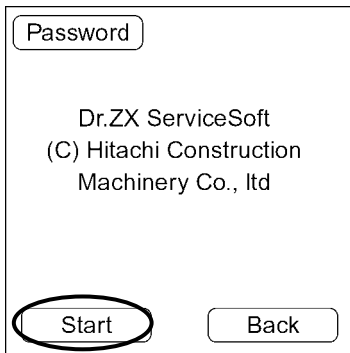 Password
Dr.ZX ServiceSoft
(C) Hitachi Construction
Machinery Co., ltd
Start
Back